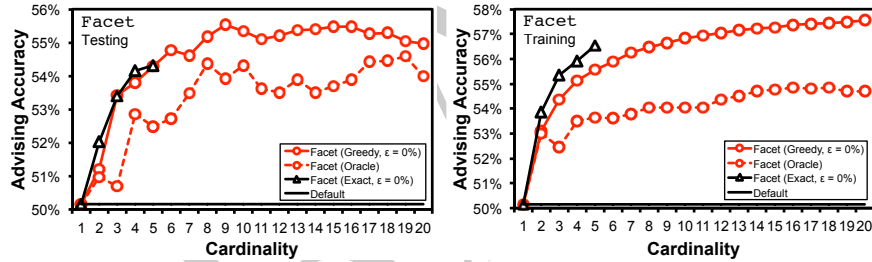 Facet
Testing
Advising Accuracy
56%
55%
54%
53%
52%
51%
50%
Facet (Greedy, ε = 0%)
Facet (Oracle)
Facet (Exact, ε = 0%)
Default
1 2 3 4 5 6 7 8 9 10 11 12 13 14 15 16 17 18 19 20
Cardinality
Facet
Training
Advising Accuracy
58%
57%
56%
55%
54%
53%
52%
51%
50%
Facet (Greedy, ε = 0%)
Facet (Oracle)
Facet (Exact, ε = 0%)
Default
1 2 3 4 5 6 7 8 9 10 11 12 13 14 15 16 17 18 19 20
Cardinality